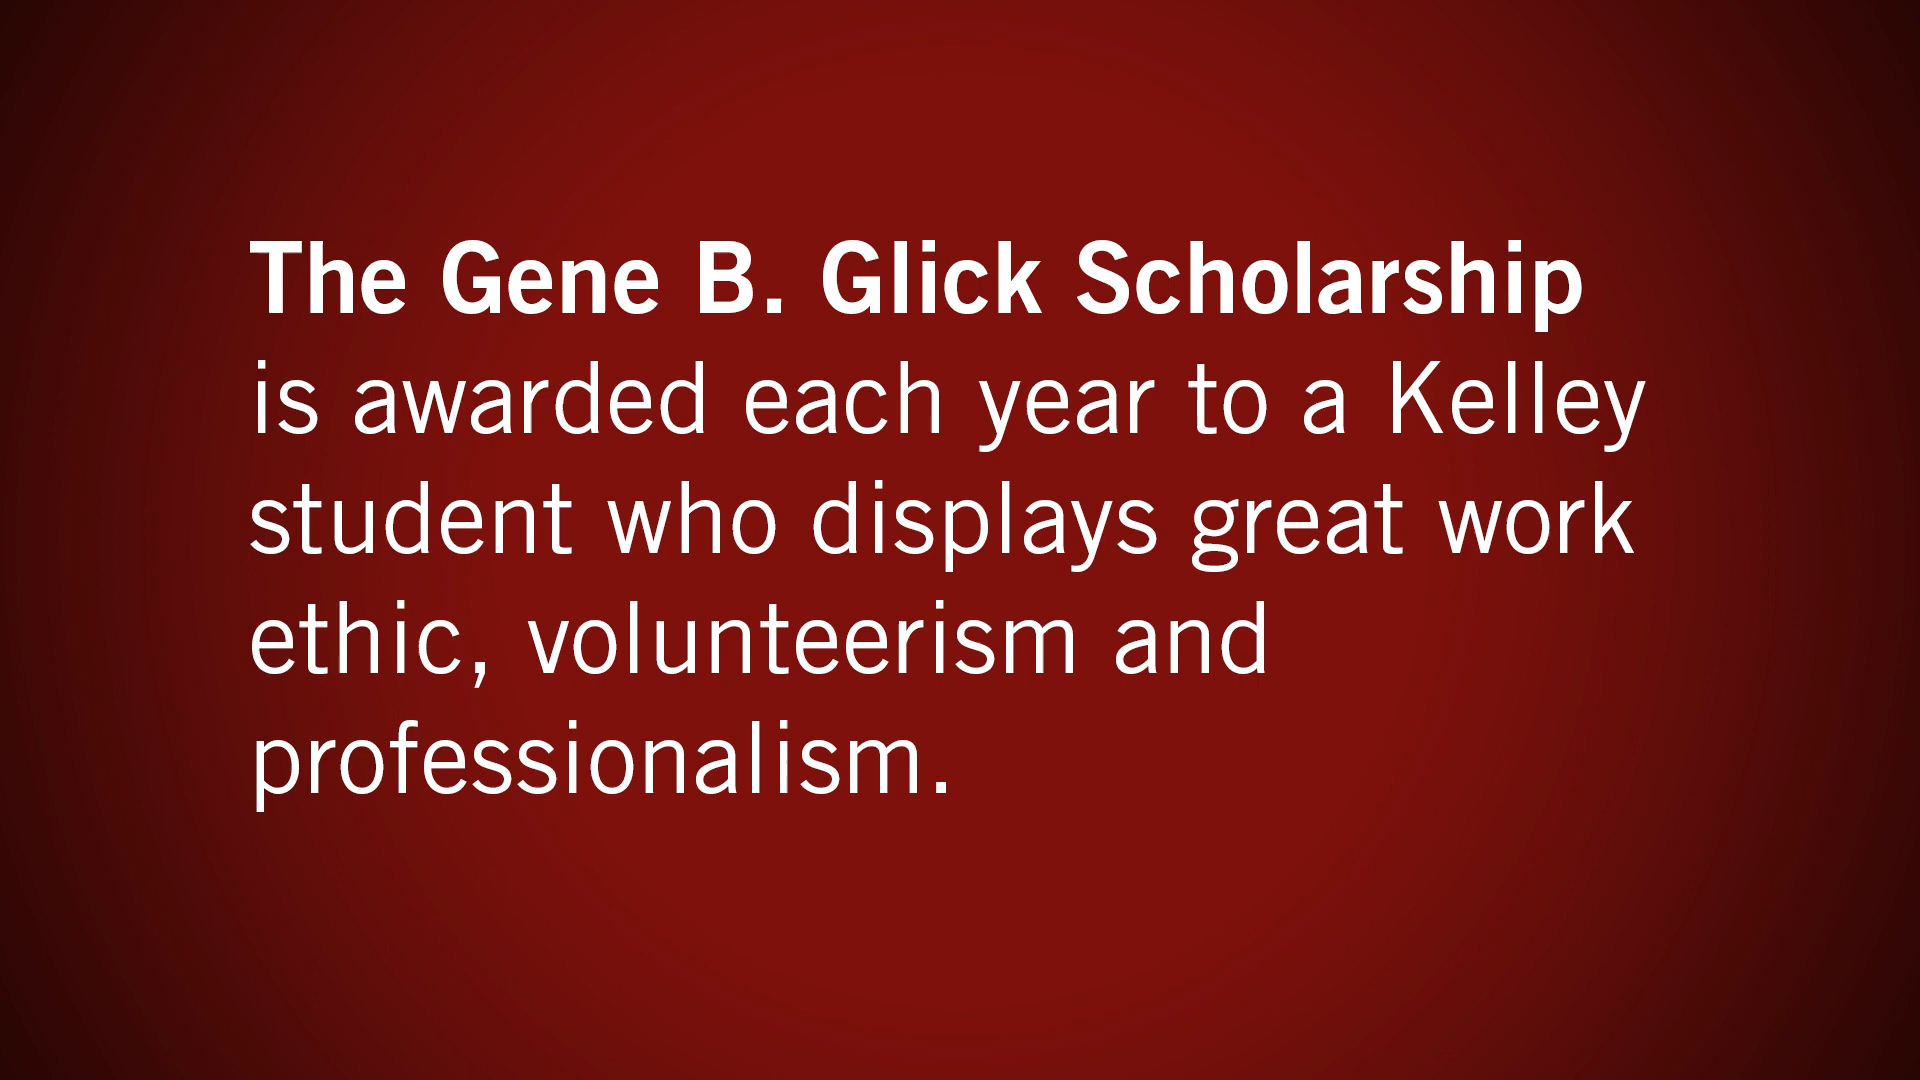 The Gene B. Glick Scholarship
is awarded each year to a Kelley
student who displays great work
ethic, volunteerism and
professionalism.